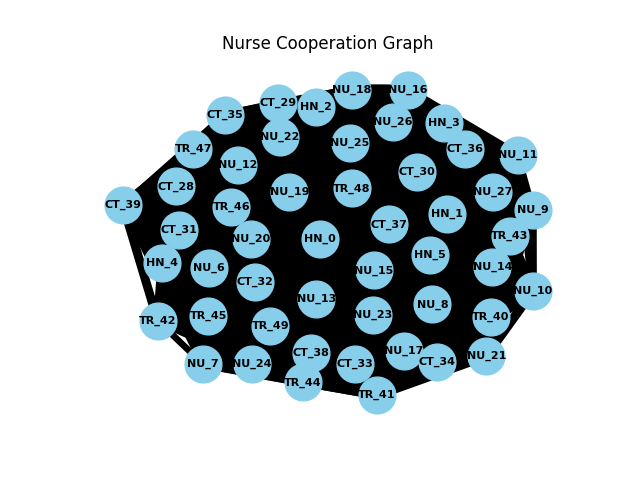 Nurse Cooperation Graph
NU_18
NU_16
CT_29
HN_2
CT_35
NU_26
HN_3
NU_22
NU_25
TR_47
CT_36
NU_11
NU_12
CT_30
CT_28
NU_19
TR_48
NU_27
CT_39
TR_46
HN_1
NU_9
CT_37
CT_31
NU_20
HN_0
TR_43
HN_5
HN_4
NU_6
NU_15
NU_14
CT_32
NU_10
NU_13
NU_8
TR_42
TR_45
NU_23
TR_40
TR_49
CT_38
NU_17
NU_21
NU_7
NU_24
CT_33
CT_34
TR_44
TR_41